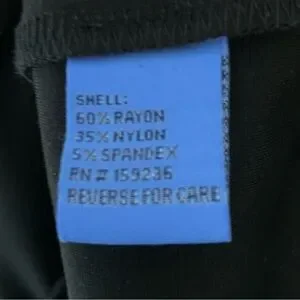 SHELL:
60% RAYON
35% NYLON
5% SPANDEX
RN # 159236
REVERSE FOR CARE